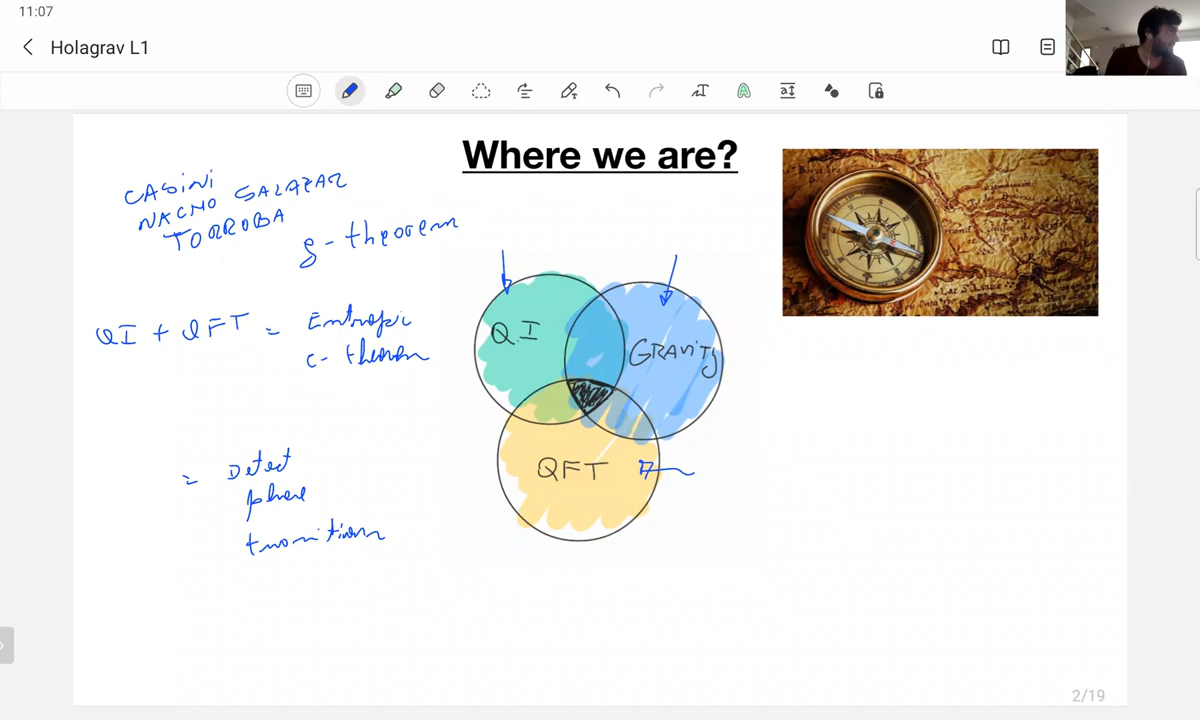 11:07
Holagrav L1
Where we are?
CASINI
NACHO SALAZAR
TORROBA
g-theorem
QI + QFT = Entropic
c- theorem
= Detect
phase
transitions
QI
GRAVITY
QFT
2/19